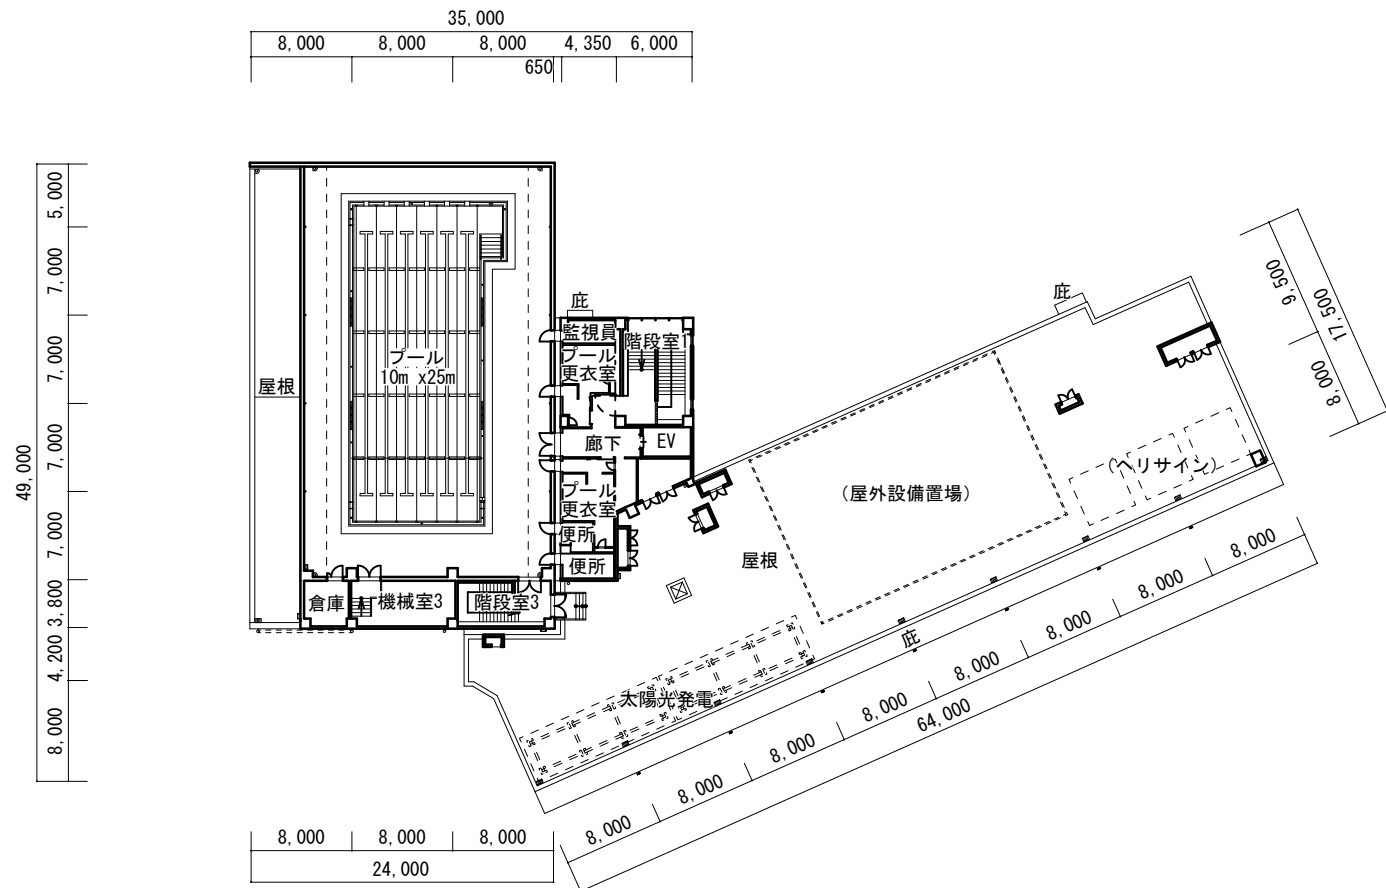 35,000
8,000 8,000 8,000 4,350 6,000
650
49,000
5,000
7,000
7,000
7,000
7,000
3,800
4,200
8,000
屋根
プール
10m x25m
庇
監視員
プール
更衣室
階段室1
廊下
EV
プール
更衣室
便所
便所
倉庫
機械室3
階段室3
庇
9,500
17,500
8,000
(ヘリサイン)
(屋外設備置場)
屋根
庇
太陽光発電
8,000
8,000
8,000
8,000
8,000
8,000
8,000
8,000
64,000
8,000 8,000 8,000
24,000